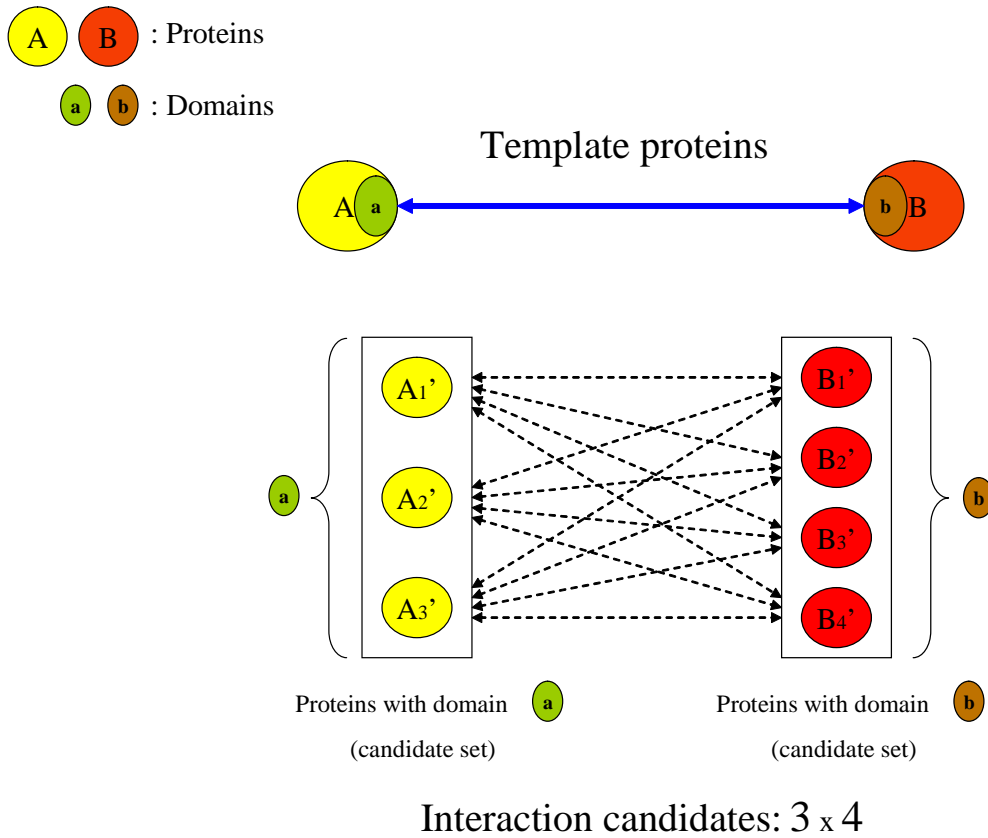 A B : Proteins
a b : Domains
Template proteins
A a b B
A1’ B1’
B2’
a A2’ b
B3’
A3’ B4’
Proteins with domain a Proteins with domain b
(candidate set) (candidate set)
Interaction candidates: 3 x 4